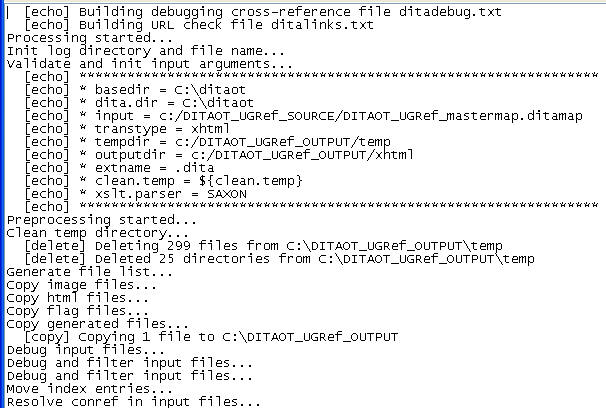 [echo] Building debugging cross-reference file ditadebug.txt
[echo] Building URL check file ditalinks.txt
Processing started...
Init log directory and file name...
Validate and init input arguments...
[echo] *****************************************************************
[echo] * basedir = C:\ditaot
[echo] * dita.dir = C:\ditaot
[echo] * input = c:/DITAOT_UGRef_SOURCE/DITAOT_UGRef_mastermap.ditamap
[echo] * transtype = xhtml
[echo] * tempdir = c:/DITAOT_UGRef_OUTPUT/temp
[echo] * outputdir = c:/DITAOT_UGRef_OUTPUT/xhtml
[echo] * extname = .dita
[echo] * clean.temp = ${clean.temp}
[echo] * xslt.parser = SAXON
[echo] *****************************************************************
Preprocessing started...
Clean temp directory...
[delete] Deleting 299 files from C:\DITAOT_UGRef_OUTPUT\temp
[delete] Deleted 25 directories from C:\DITAOT_UGRef_OUTPUT\temp
Generate file list...
Copy image files...
Copy html files...
Copy flag files...
Copy generated files...
[copy] Copying 1 file to C:\DITAOT_UGRef_OUTPUT
Debug input files...
Debug and filter input files...
Debug and filter input files...
Move index entries...
Resolve conref in input files...